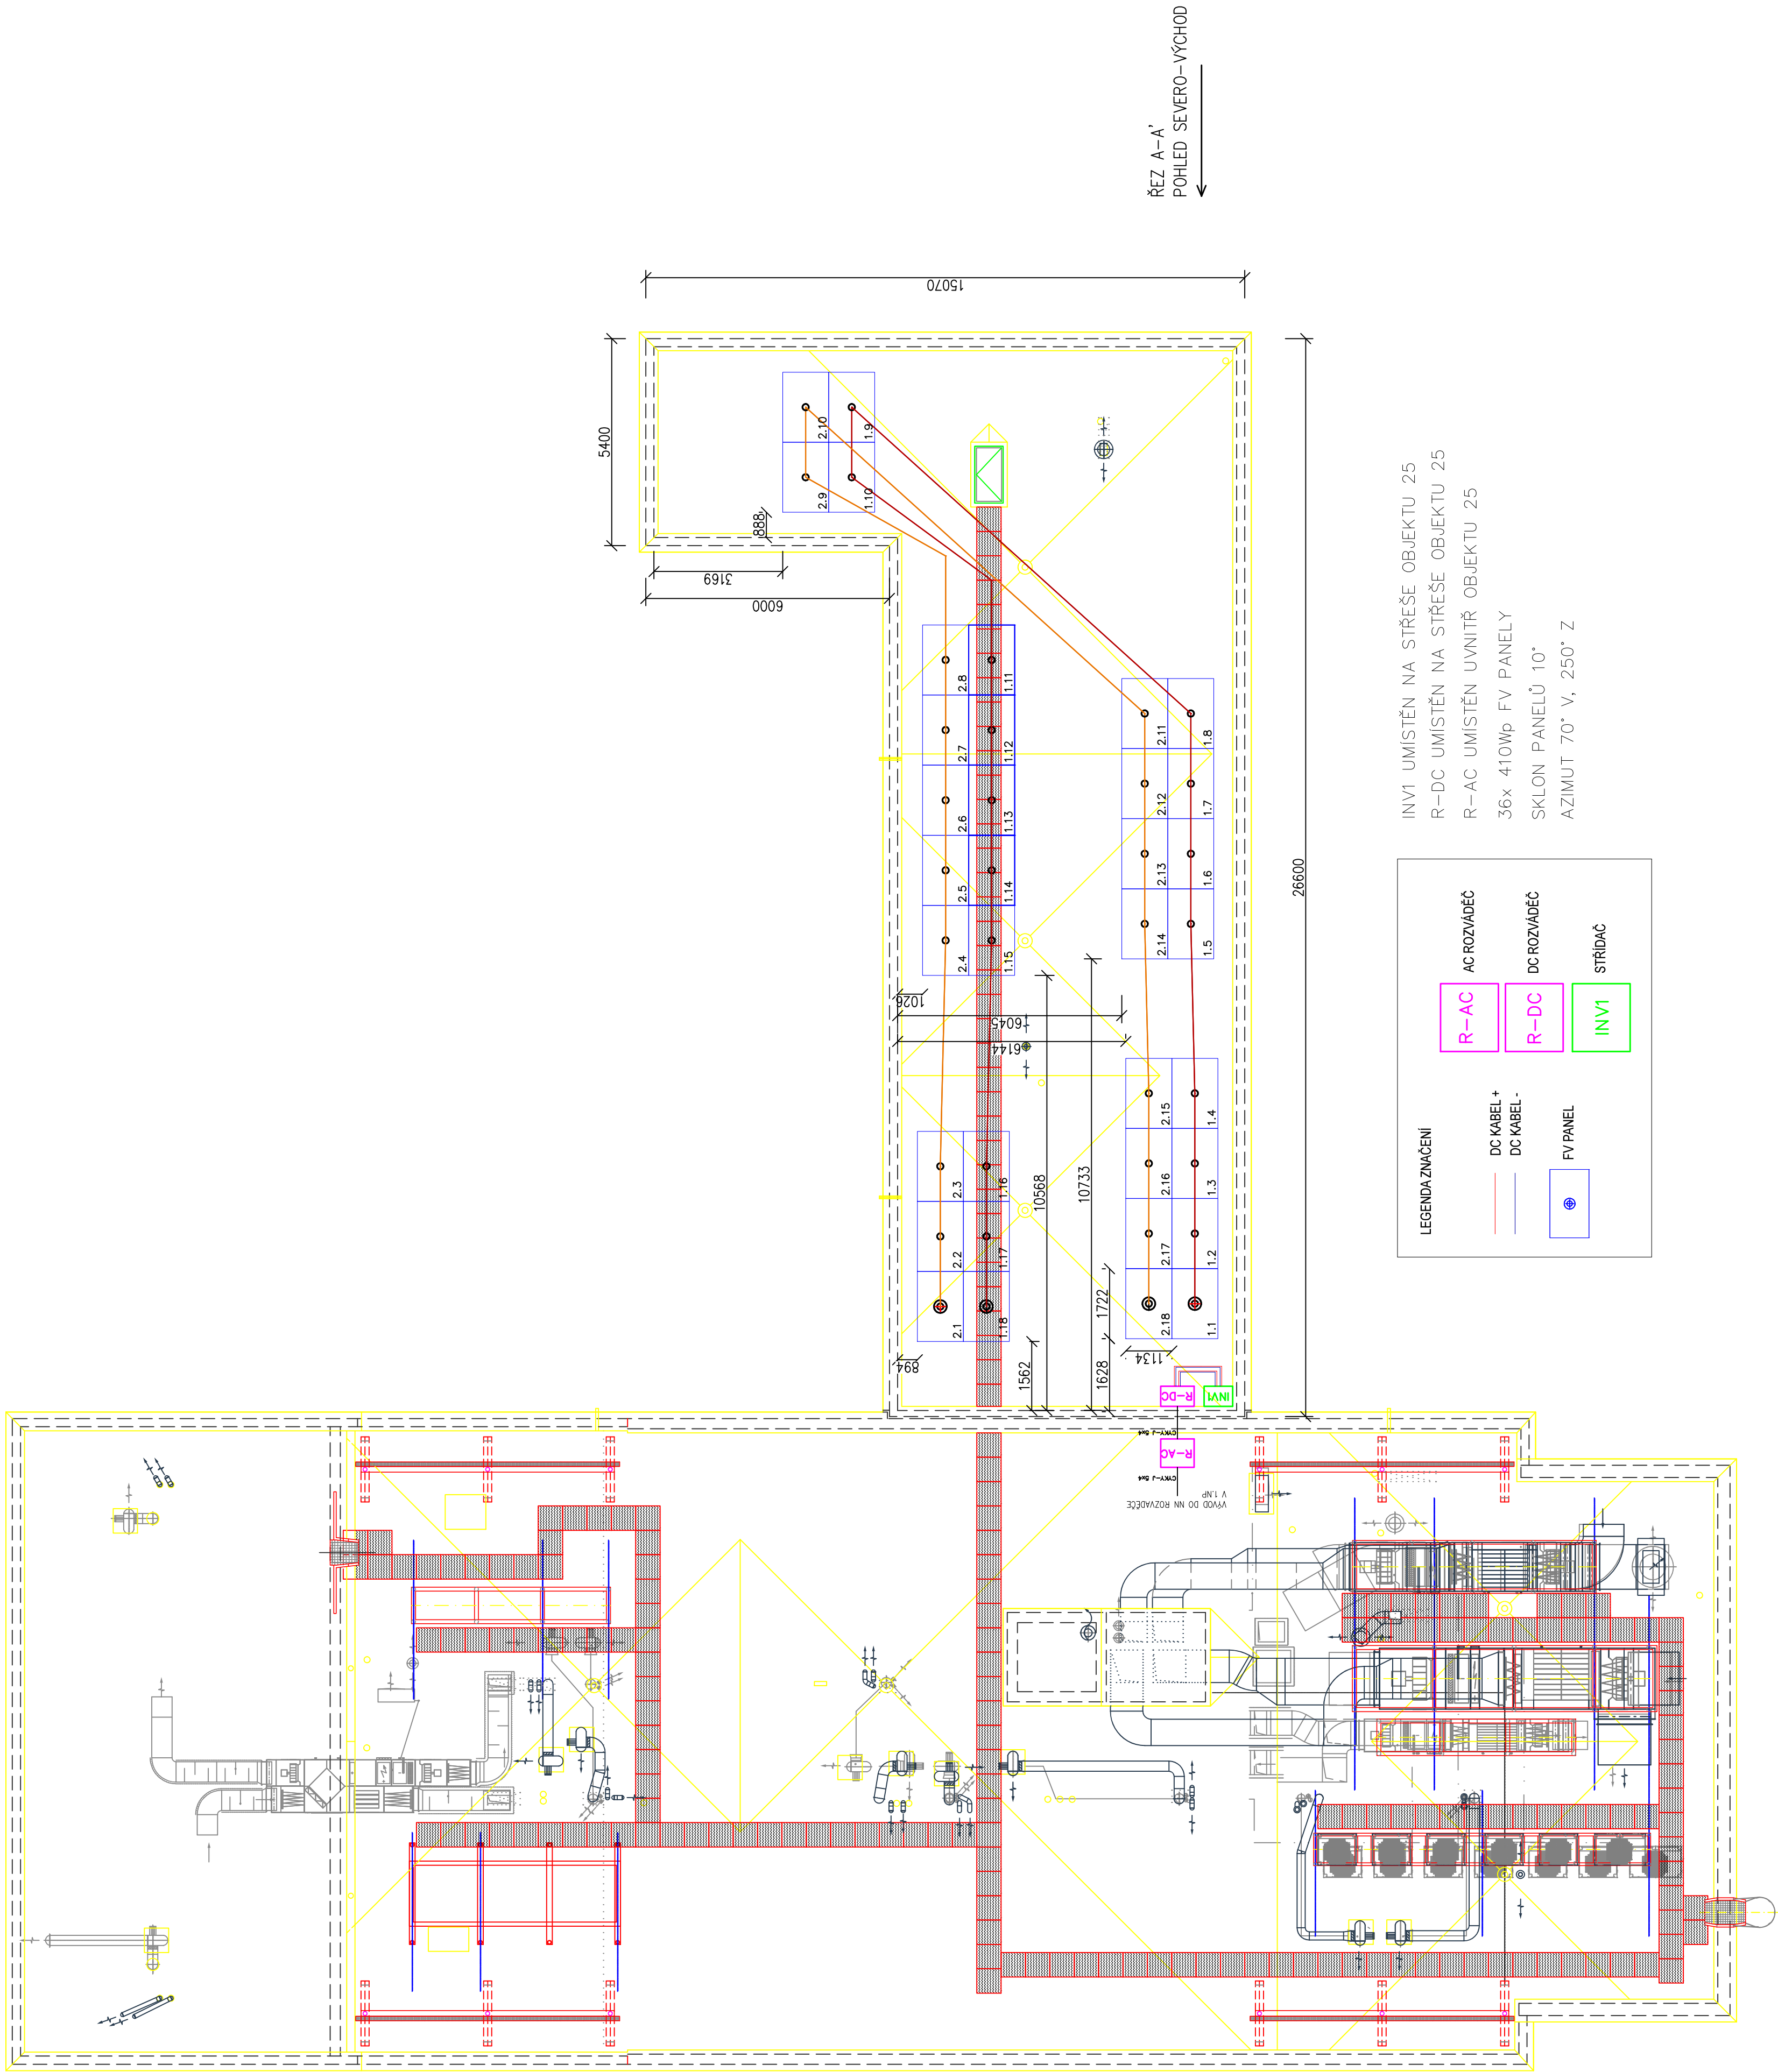 ŘEZ A-A'
POHLED SEVERO-VÝCHOD
15070
5400
888
3169
6000
2.10
1.9
2.9
1.10
2.8
1.11
2.7
1.12
2.6
1.13
2.5
1.14
2.4
1.15
2.11
1.8
2.12
1.7
2.13
1.6
2.14
1.5
26600
1026
6045
6144
10568
10733
2.3
1.16
2.2
1.17
2.1
1.18
2.15
1.4
2.16
1.3
2.17
1.2
2.18
1.1
1722
1628
1562
1134
894
R-DC
INV1
CYKY-J 5x4
R-AC
CYKY-J 5x4
VÝVOD DO NN ROZVADĚČE
V 1.NP
INV1 UMÍSTĚN NA STŘEŠE OBJEKTU 25
R-DC UMÍSTĚN NA STŘEŠE OBJEKTU 25
R-AC UMÍSTĚN UVNITŘ OBJEKTU 25
36x 410Wp FV PANELY
SKLON PANELŮ 10°
AZIMUT 70° V, 250° Z
LEGENDA ZNAČENÍ
DC KABEL +
DC KABEL -
FV PANEL
R-AC
AC ROZVÁDĚČ
R-DC
DC ROZVÁDĚČ
INV1
STŘÍDAČ